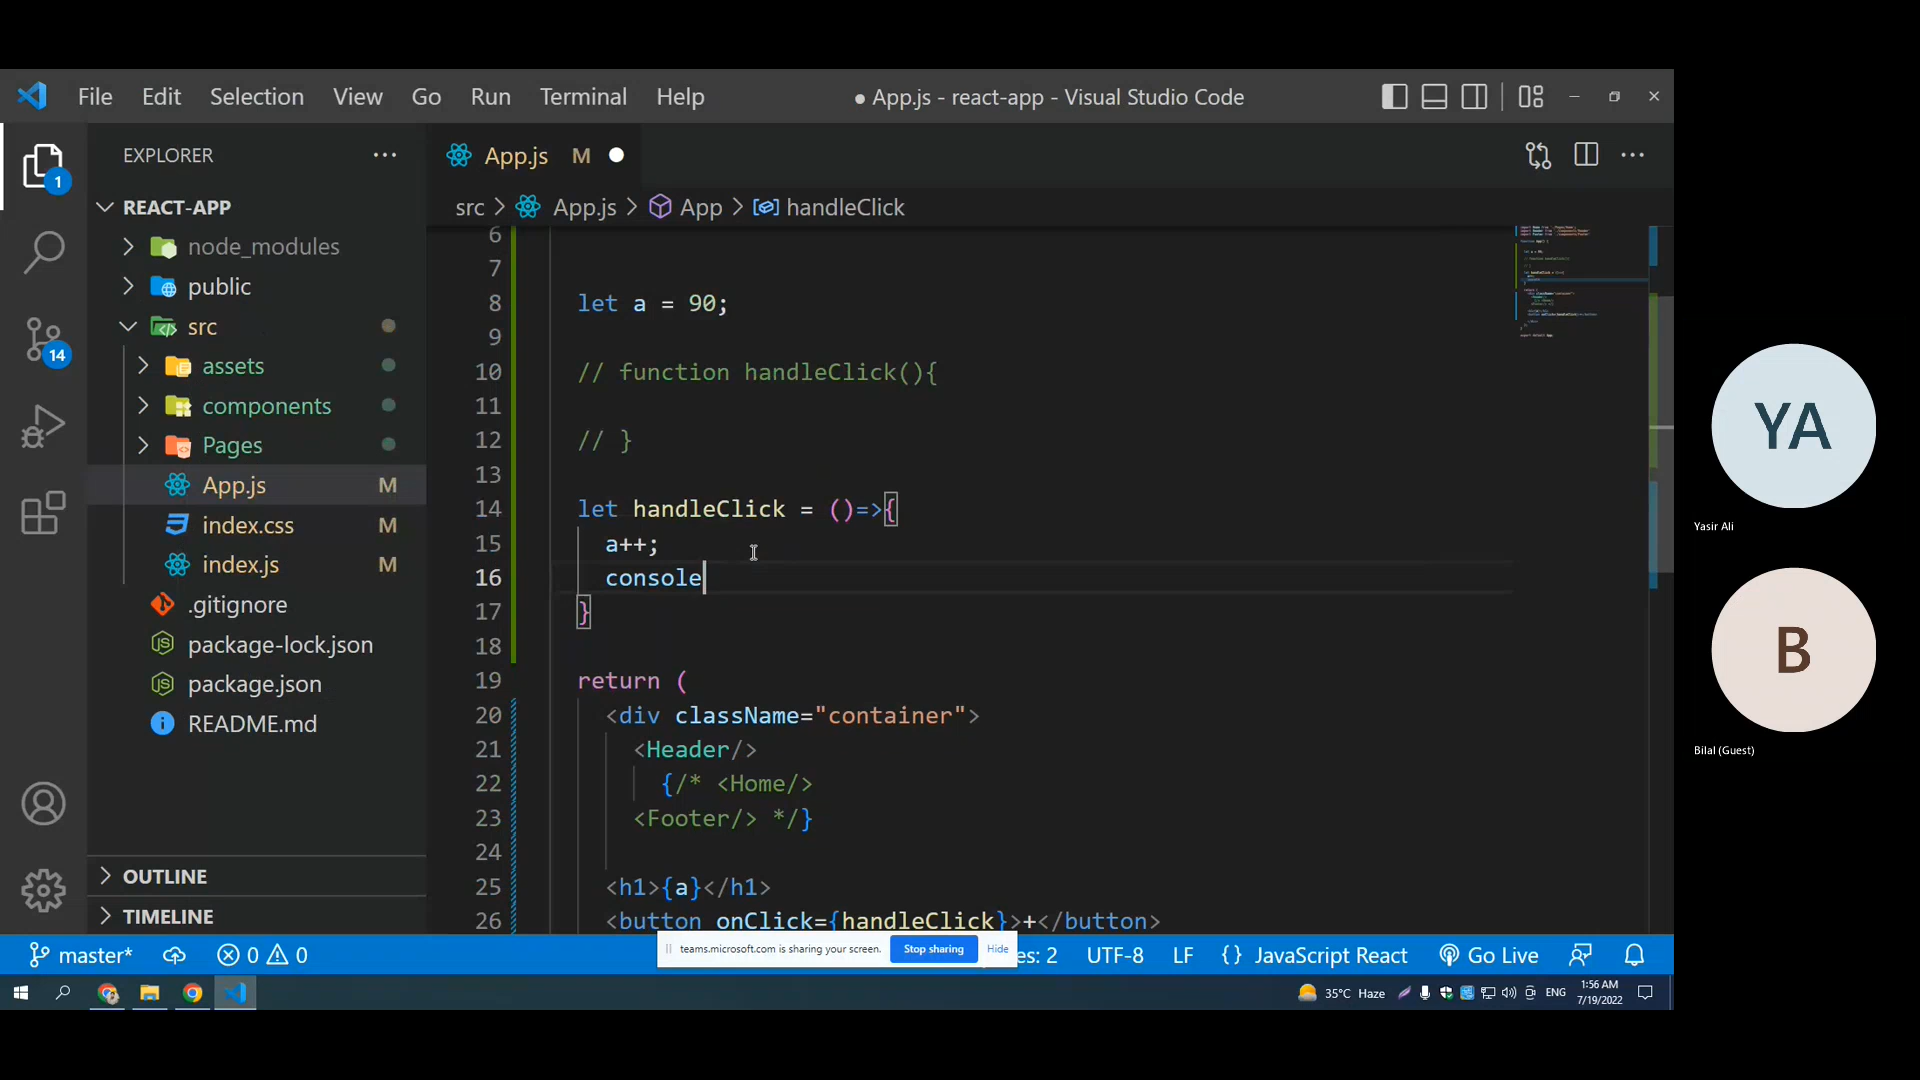 File Edit Selection View Go Run Terminal Help
● App.js - react-app - Visual Studio Code
EXPLORER
REACT-APP
node_modules
public
src
assets
components
Pages
App.js M
index.css M
index.js M
.gitignore
package-lock.json
package.json
README.md
OUTLINE
TIMELINE
1
14
App.js M
src > App.js > App > handleClick
6
7
8 let a = 90;
9
10 // function handleClick(){
11
12 // }
13
14 let handleClick = ()=>{
15 a++;
16 console
17 }
18
19 return (
20 <div className="container">
21 <Header/>
22 {/* <Home/>
23 <Footer/> */}
24
25 <h1>{a}</h1>
26 <button onClick={handleClick}>+</button>
YA
Yasir Ali
B
Bilal (Guest)
master* 0 0
teams.microsoft.com is sharing your screen. Stop sharing Hide
es: 2 UTF-8 LF {} JavaScript React Go Live
35°C Haze ENG
1:56 AM
7/19/2022